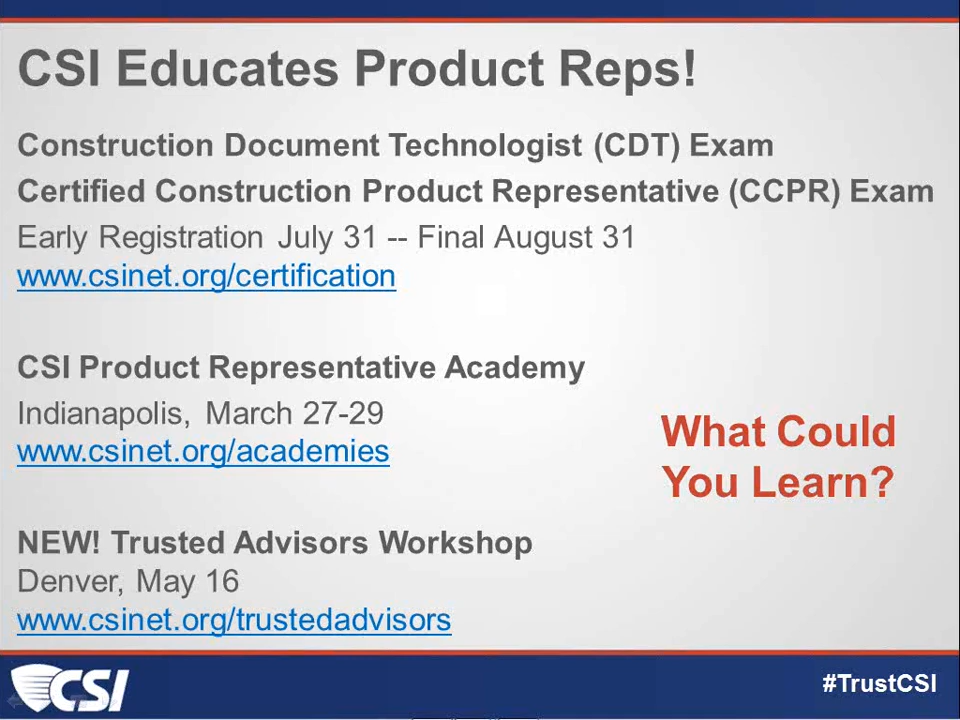 CSI Educates Product Reps!
Construction Document Technologist (CDT) Exam
Certified Construction Product Representative (CCPR) Exam
Early Registration July 31 -- Final August 31
www.csinet.org/certification
CSI Product Representative Academy
Indianapolis, March 27-29
www.csinet.org/academies
What Could
You Learn?
NEW! Trusted Advisors Workshop
Denver, May 16
www.csinet.org/trustedadvisors
CSI
#TrustCSI